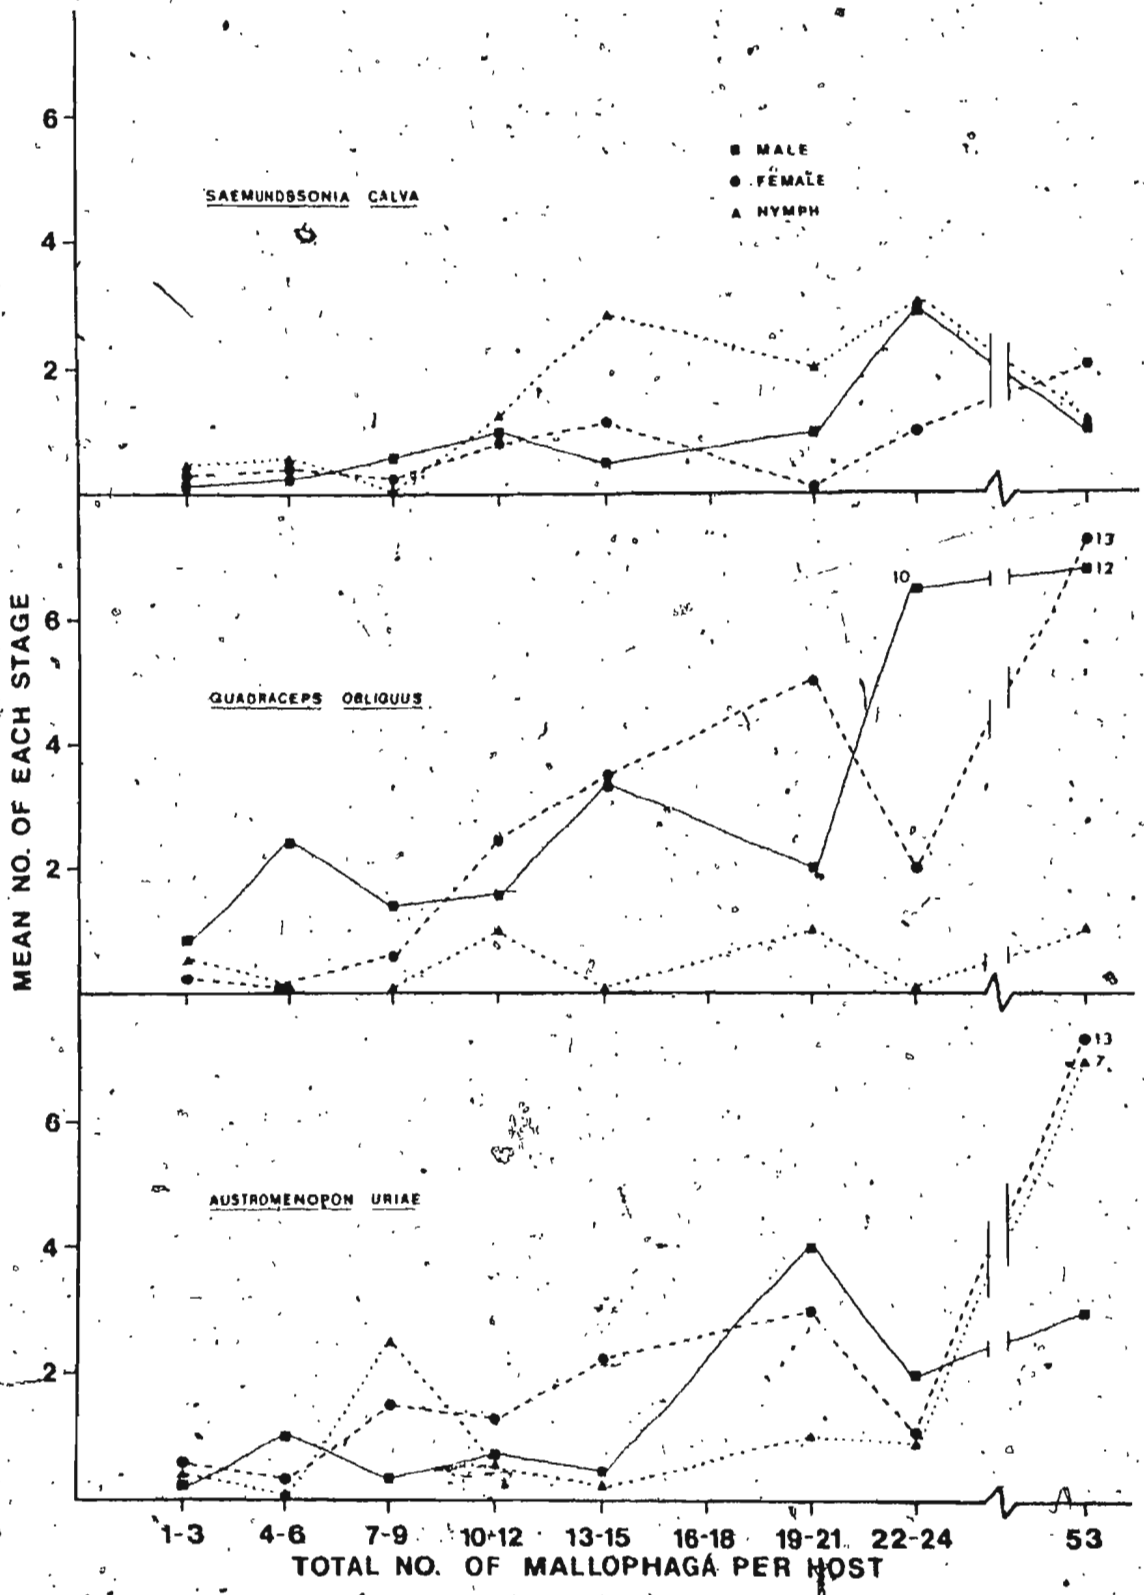 6
■ MALE
● FEMALE
▲ NYMPH
SAEMUNDSSONIA CALVA
4
2
13
12
10
6
QUADRACEPS OBLIQUUS
4
2
MEAN NO. OF EACH STAGE
13
7
6
AUSTROMENOPON URIAE
4
2
1-3 4-6 7-9 10-12 13-15 16-18 19-21 22-24 53
TOTAL NO. OF MALLOPHAGA PER HOST